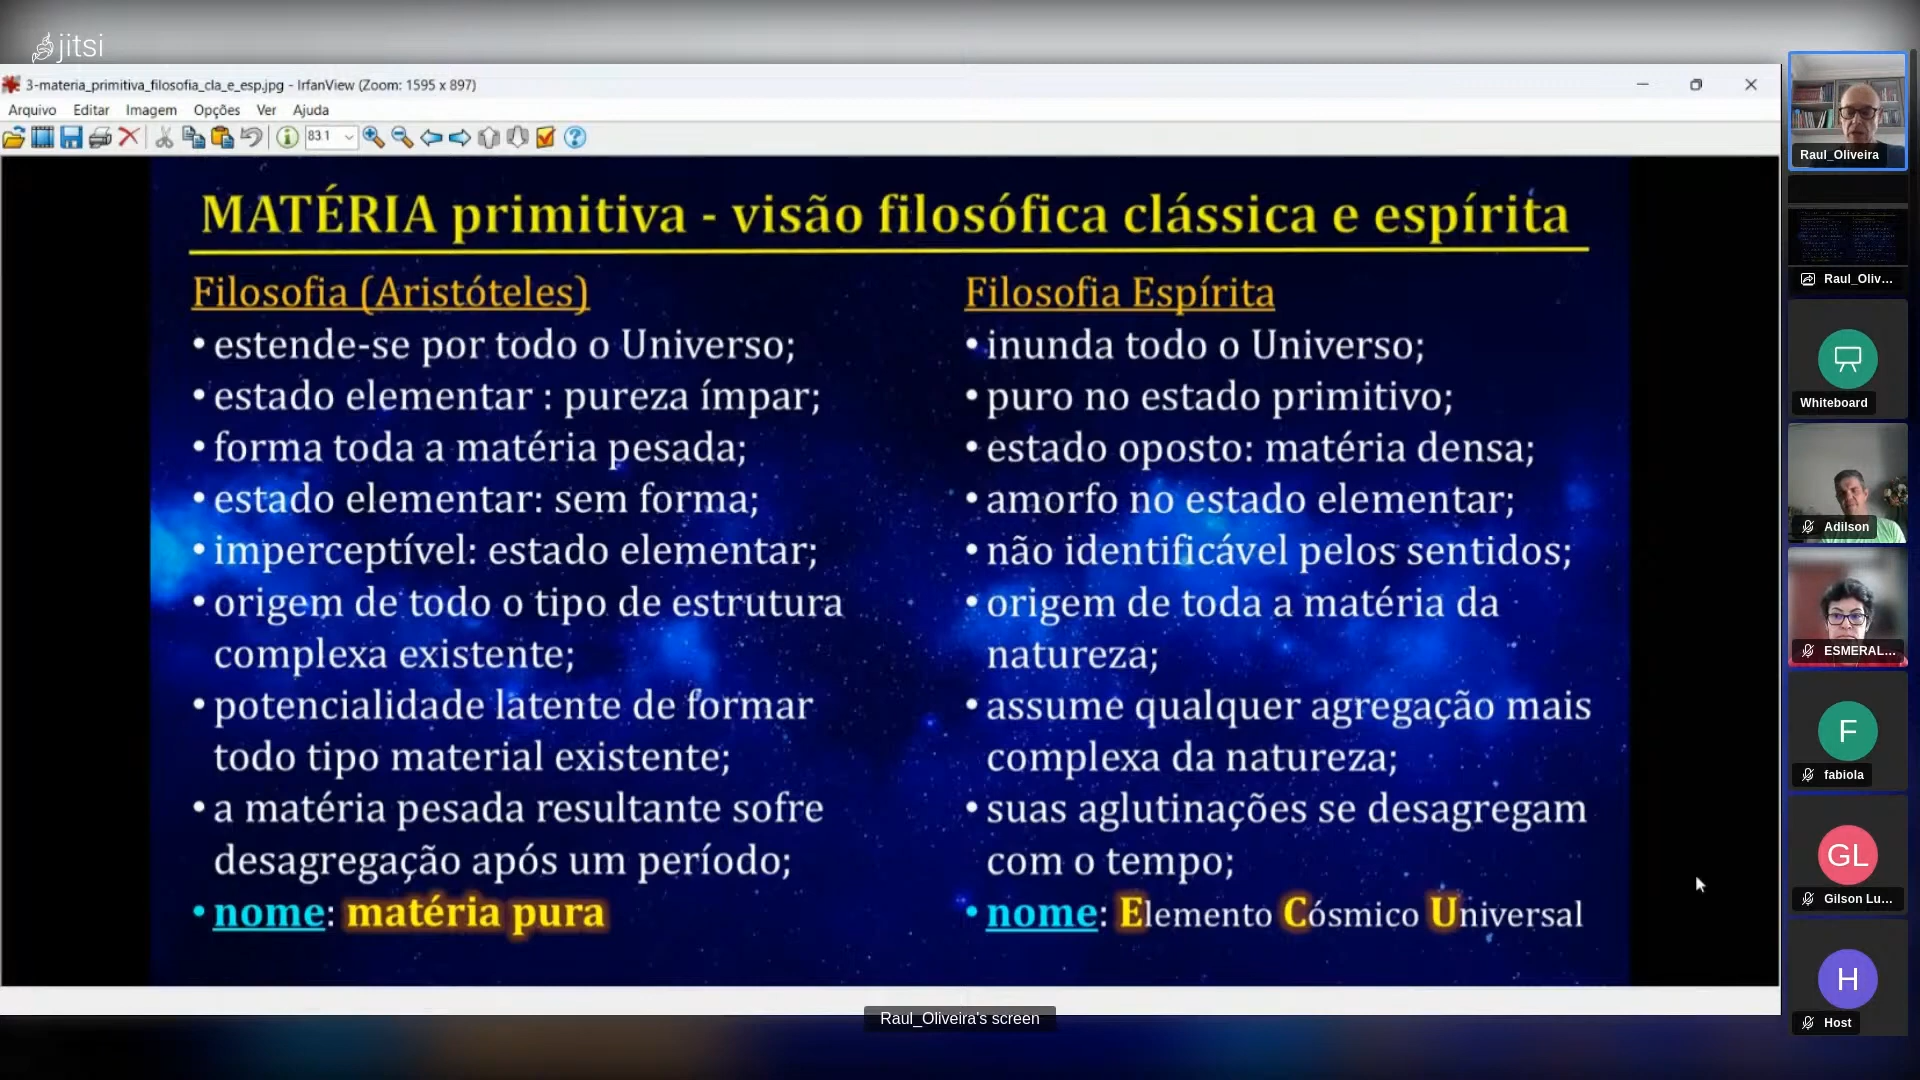 jitsi
3-materia_primitiva_filosofia_cla_e_esp.jpg - IrfanView (Zoom: 1595 x 897)
Arquivo Editar Imagem Opções Ver Ajuda
83.1
MATÉRIA primitiva - visão filosófica clássica e espírita
Filosofia (Aristóteles)
• estende-se por todo o Universo;
• estado elementar : pureza ímpar;
• forma toda a matéria pesada;
• estado elementar: sem forma;
• imperceptível: estado elementar;
• origem de todo o tipo de estrutura
complexa existente;
• potencialidade latente de formar
todo tipo material existente;
• a matéria pesada resultante sofre
desagregação após um período;
• nome: matéria pura
Filosofia Espírita
• inunda todo o Universo;
• puro no estado primitivo;
• estado oposto: matéria densa;
• amorfo no estado elementar;
• não identificável pelos sentidos;
• origem de toda a matéria da
natureza;
• assume qualquer agregação mais
complexa da natureza;
• suas aglutinações se desagregam
com o tempo;
• nome: Elemento Cósmico Universal
Raul_Oliveira's screen
Raul_Oliveira
Raul_Oliv...
Whiteboard
Adilson
ESMERAL...
F
fabiola
GL
Gilson Lu...
H
Host